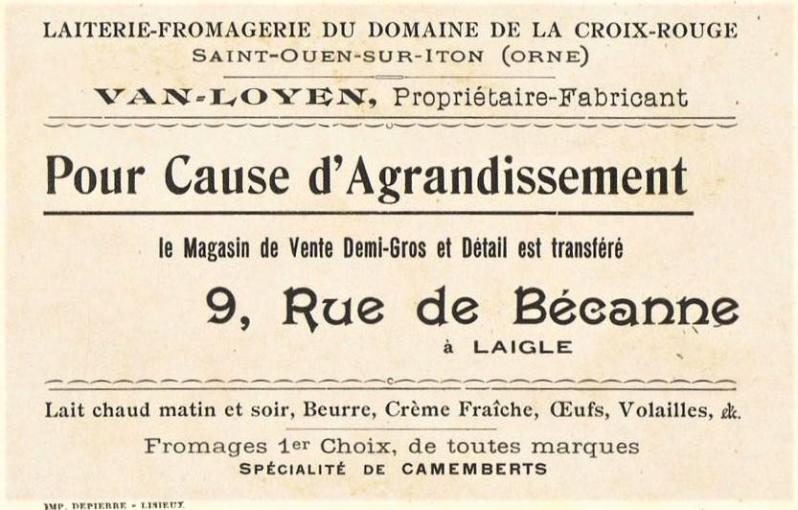 LAITERIE-FROMAGERIE DU DOMAINE DE LA CROIX-ROUGE
SAINT-OUEN-SUR-ITON (ORNE)
VAN-LOYEN, Propriétaire-Fabricant
Pour Cause d'Agrandissement
le Magasin de Vente Demi-Gros et Détail est transféré
9, Rue de Bécanne
à LAIGLE
Lait chaud matin et soir, Beurre, Crème Fraîche, Œufs, Volailles, &c.
Fromages 1er Choix, de toutes marques
SPÉCIALITÉ DE CAMEMBERTS
IMP. DEPIERRE - LISIEUX